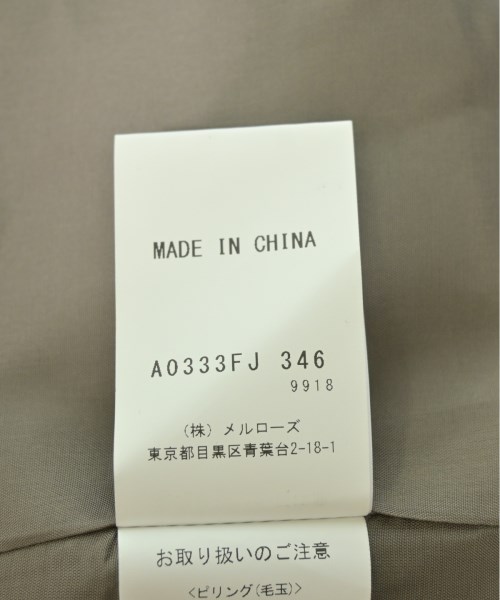 MADE IN CHINA
A0333FJ 346
9918
(株) メルローズ
東京都目黒区青葉台2-18-1
お取り扱いのご注意
<ピリング(毛玉)>